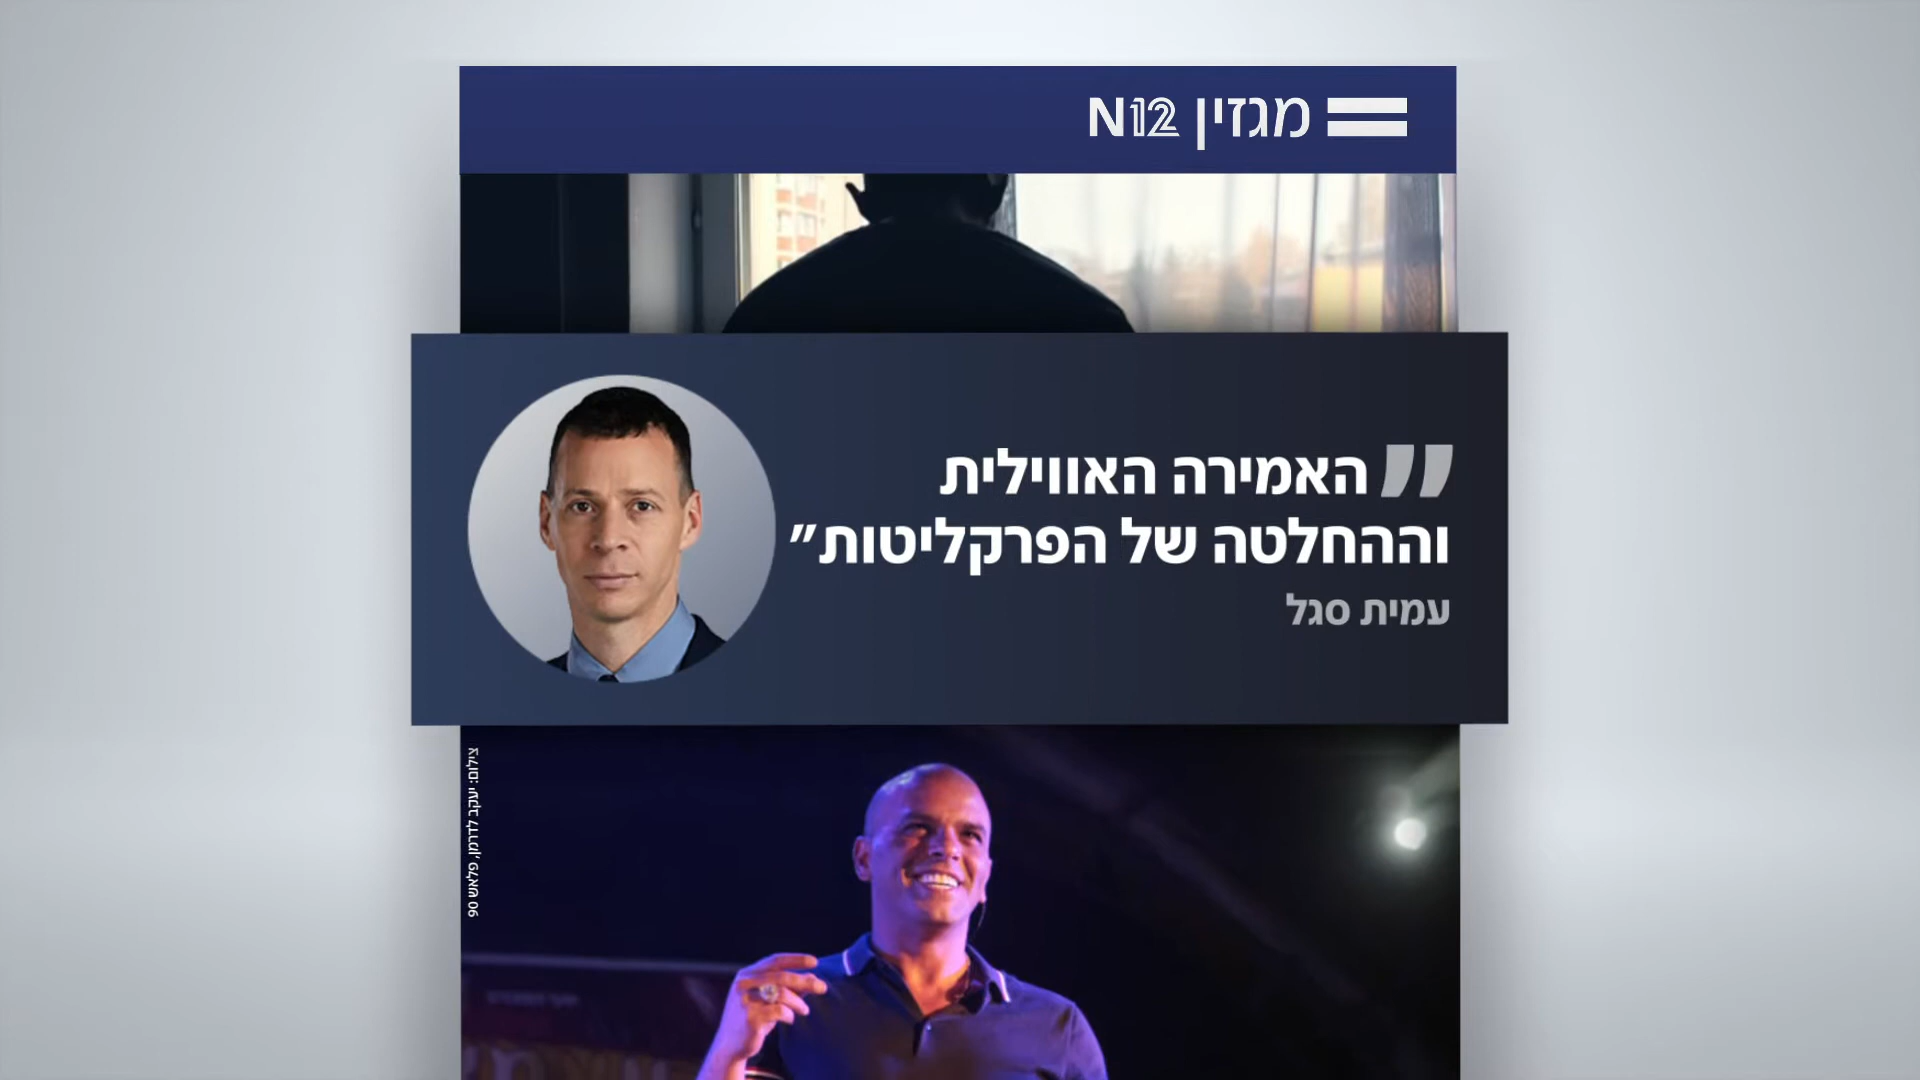 מגזין N12
״האמירה האווילית
וההחלטה של הפרקליטות״
עמית סגל
צילום: יעקב לדרמן, פלאש 90